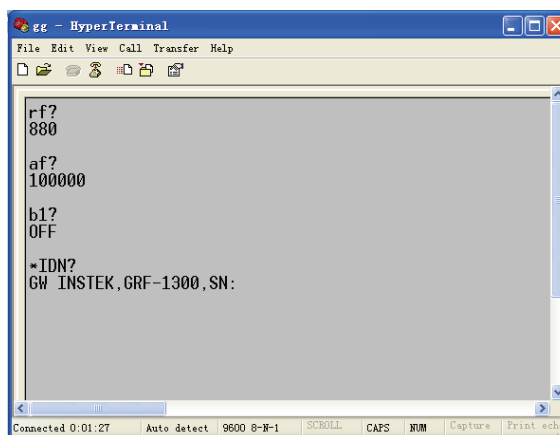 gg - HyperTerminal
File Edit View Call Transfer Help
rf?
880
af?
100000
b1?
OFF
*IDN?
GW INSTEK,GRF-1300,SN:
Connected 0:01:27 Auto detect 9600 8-N-1 SCROLL CAPS NUM Capture Print ech